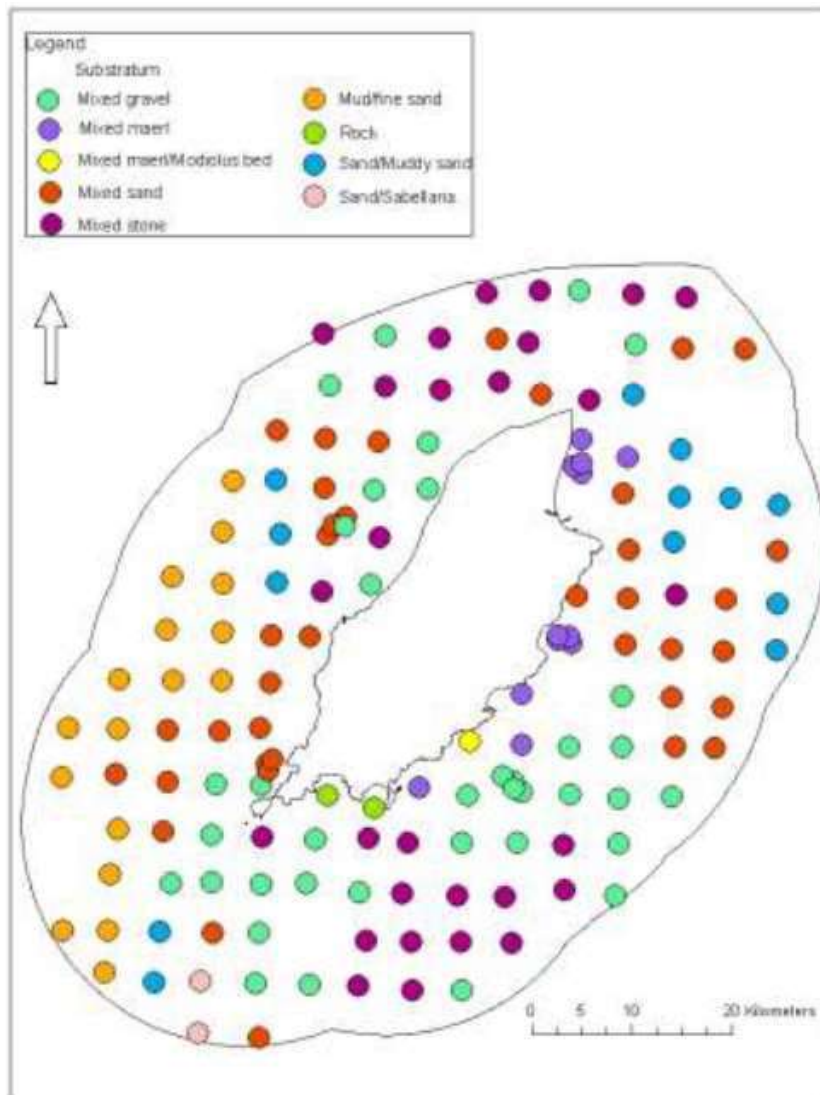 Legend
Substratum
Mixed gravel
Mixed maerl
Mixed maerl/Modiolus bed
Mixed sand
Mixed stone
Mud/fine sand
Rock
Sand/Muddy sand
Sand/Sabellaria
0 5 10 20 Kilometers